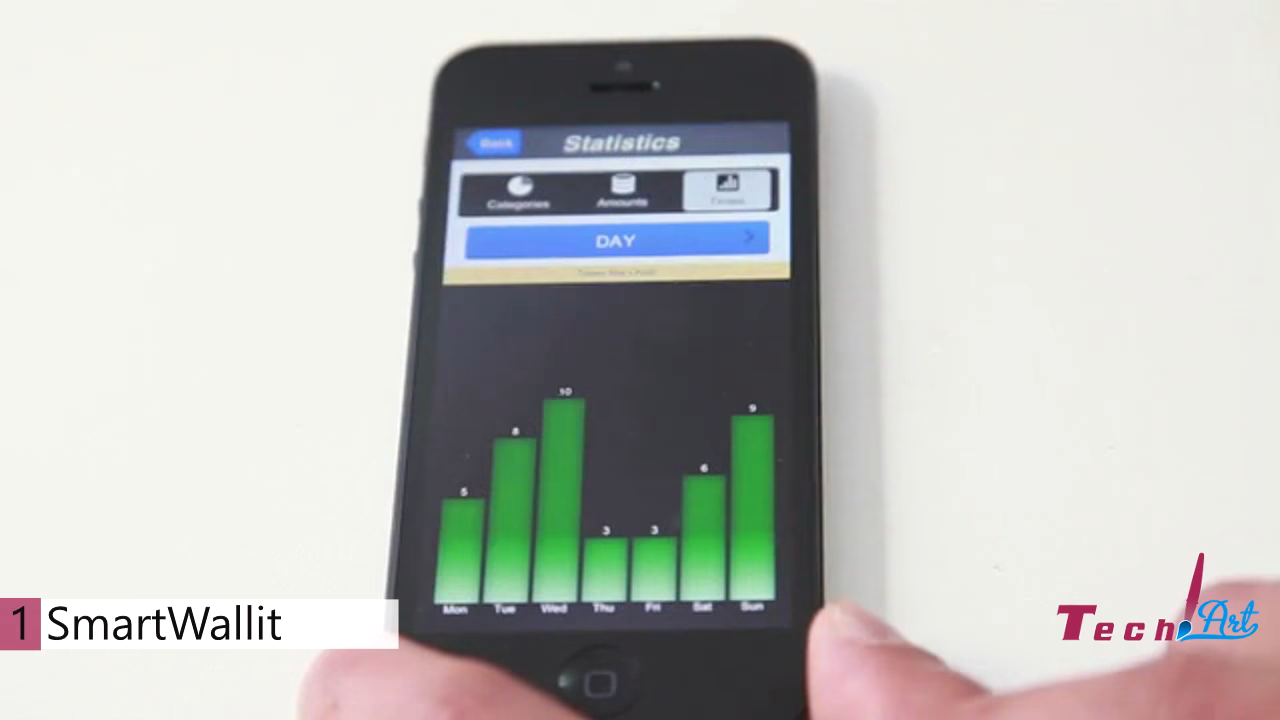 Back
Statistics
Categories
Amounts
Times
DAY
10
9
8
6
5
3
3
Mon
Tue
Wed
Thu
Fri
Sat
Sun
1 SmartWallit
Tech Art